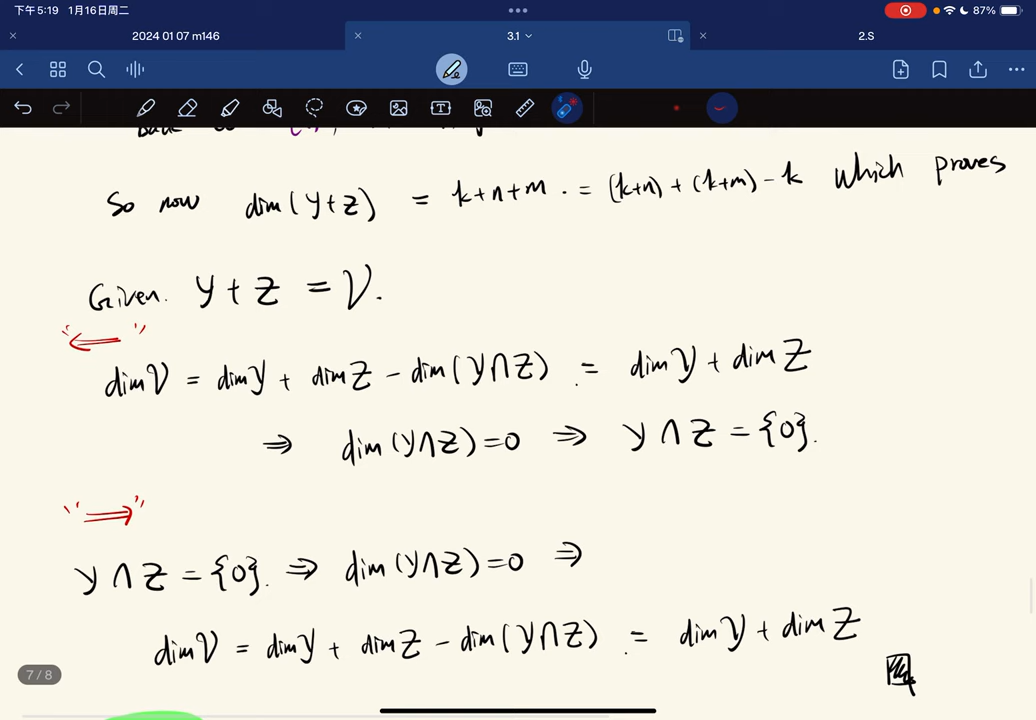 下午5:19 1月16日周二
87%
2024 01 07 m146
3.1
2.S
So now dim(Y+Z) = k+n+m. = (k+n) + (k+m) - k which proves
Given. Y + Z = V.
"⟸"
dim V = dim Y + dim Z - dim(Y∩Z) = dim Y + dim Z
⇒ dim(Y∩Z)=0 ⇒ Y ∩ Z = {0}.
"⟹"
Y ∩ Z = {0}. ⇒ dim(Y∩Z)=0 ⇒
dim V = dim Y + dim Z - dim(Y∩Z) = dim Y + dim Z
7 / 8